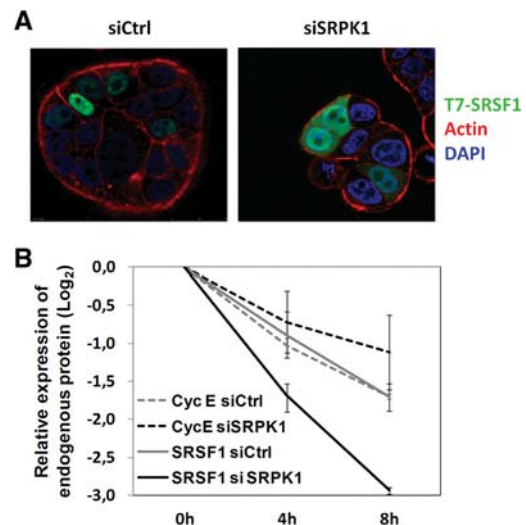 A
siCtrl
siSRPK1
T7-SRSF1
Actin
DAPI
B
Relative expression of
endogenous protein (Log2)
0,0
-0,5
-1,0
-1,5
-2,0
-2,5
-3,0
Cyc E siCtrl
CycE siSRPK1
SRSF1 siCtrl
SRSF1 si SRPK1
0h
4h
8h